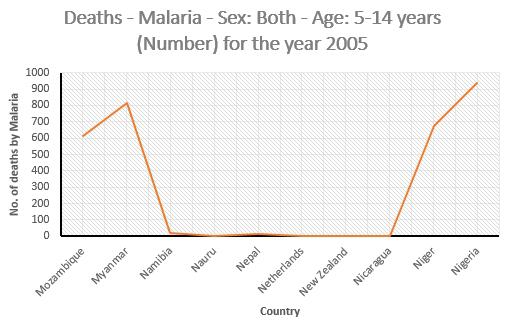 Deaths - Malaria - Sex: Both - Age: 5-14 years
(Number) for the year 2005
No. of deaths by Malaria
1000
900
800
700
600
500
400
300
200
100
0
Mozambique
Myanmar
Namibia
Nauru
Nepal
Netherlands
New Zealand
Nicaragua
Niger
Nigeria
Country